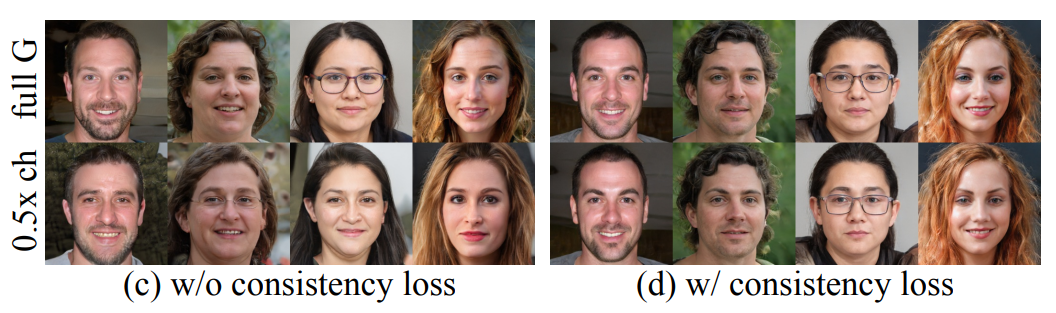 full G
0.5x ch
(c) w/o consistency loss
(d) w/ consistency loss